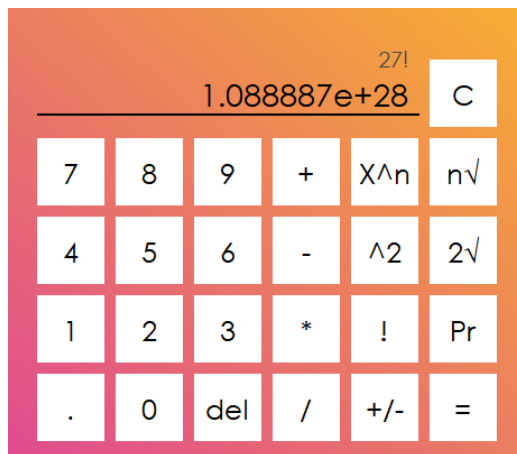 27!
1.088887e+28 C
7 8 9 + X^n n√
4 5 6 - ^2 2√
1 2 3 * ! Pr
. 0 del / +/- =